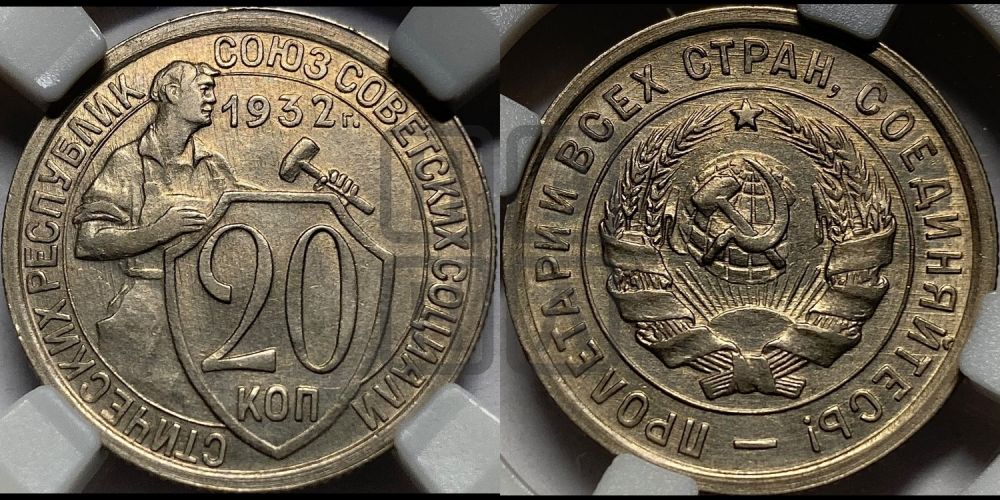 СОЮЗ СОВЕТСКИХ СОЦИАЛИСТИЧЕСКИХ РЕСПУБЛИК
1932 г.
20
КОП
ПРОЛЕТАРИИ ВСЕХ СТРАН, СОЕДИНЯЙТЕСЬ! —